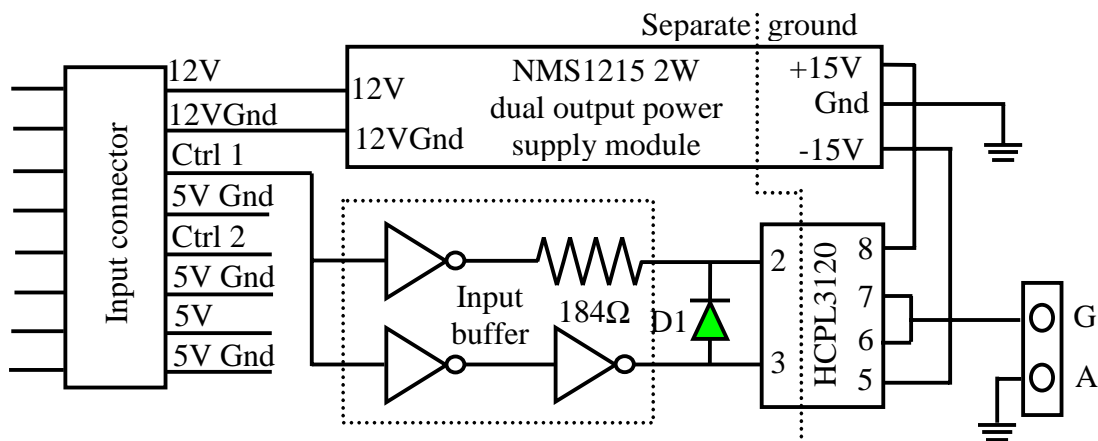 Separate ground
12V
12VGnd
Ctrl 1
5V Gnd
Ctrl 2
5V Gnd
5V
5V Gnd
Input connector
12V
12VGnd
NMS1215 2W
dual output power
supply module
+15V
Gnd
-15V
Input
buffer
184Ω
D1
2
3
HCPL3120
8
7
6
5
G
A